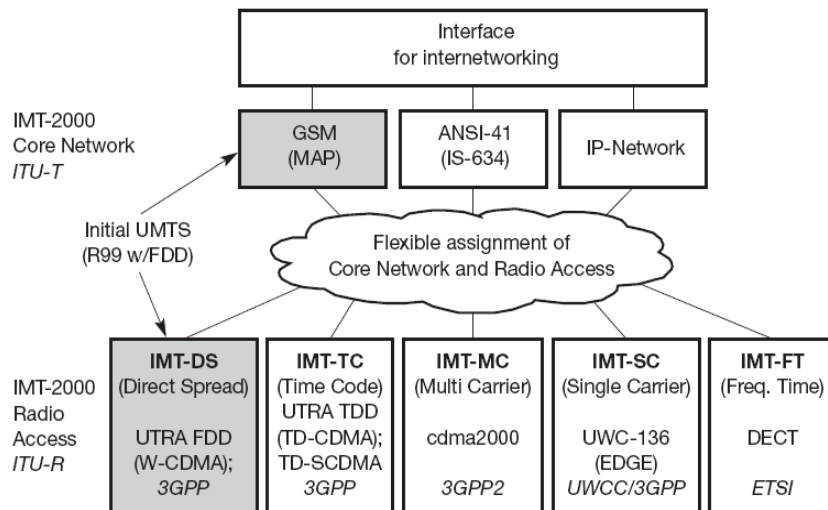 Interface
for internetworking
IMT-2000
Core Network
ITU-T
GSM
(MAP)
ANSI-41
(IS-634)
IP-Network
Initial UMTS
(R99 w/FDD)
Flexible assignment of
Core Network and Radio Access
IMT-2000
Radio
Access
ITU-R
IMT-DS
(Direct Spread)
UTRA FDD
(W-CDMA);
3GPP
IMT-TC
(Time Code)
UTRA TDD
(TD-CDMA);
TD-SCDMA
3GPP
IMT-MC
(Multi Carrier)
cdma2000
3GPP2
IMT-SC
(Single Carrier)
UWC-136
(EDGE)
UWCC/3GPP
IMT-FT
(Freq. Time)
DECT
ETSI